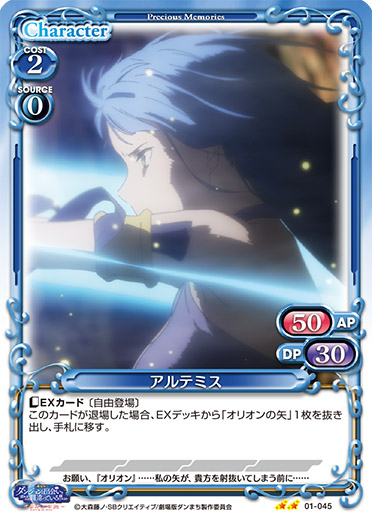 Precious Memories
Character
COST
2
SOURCE
0
50 AP
DP 30
アルテミス
EXカード〔自由登場〕
このカードが退場した場合、EXデッキから「オリオンの矢」1枚を抜き
出し、手札に移す。
お願い、『オリオン』……私の矢が、貴方を射抜いてしまう前に……
©大森藤ノ・SBクリエイティブ/劇場版ダンまち製作委員会
01-045